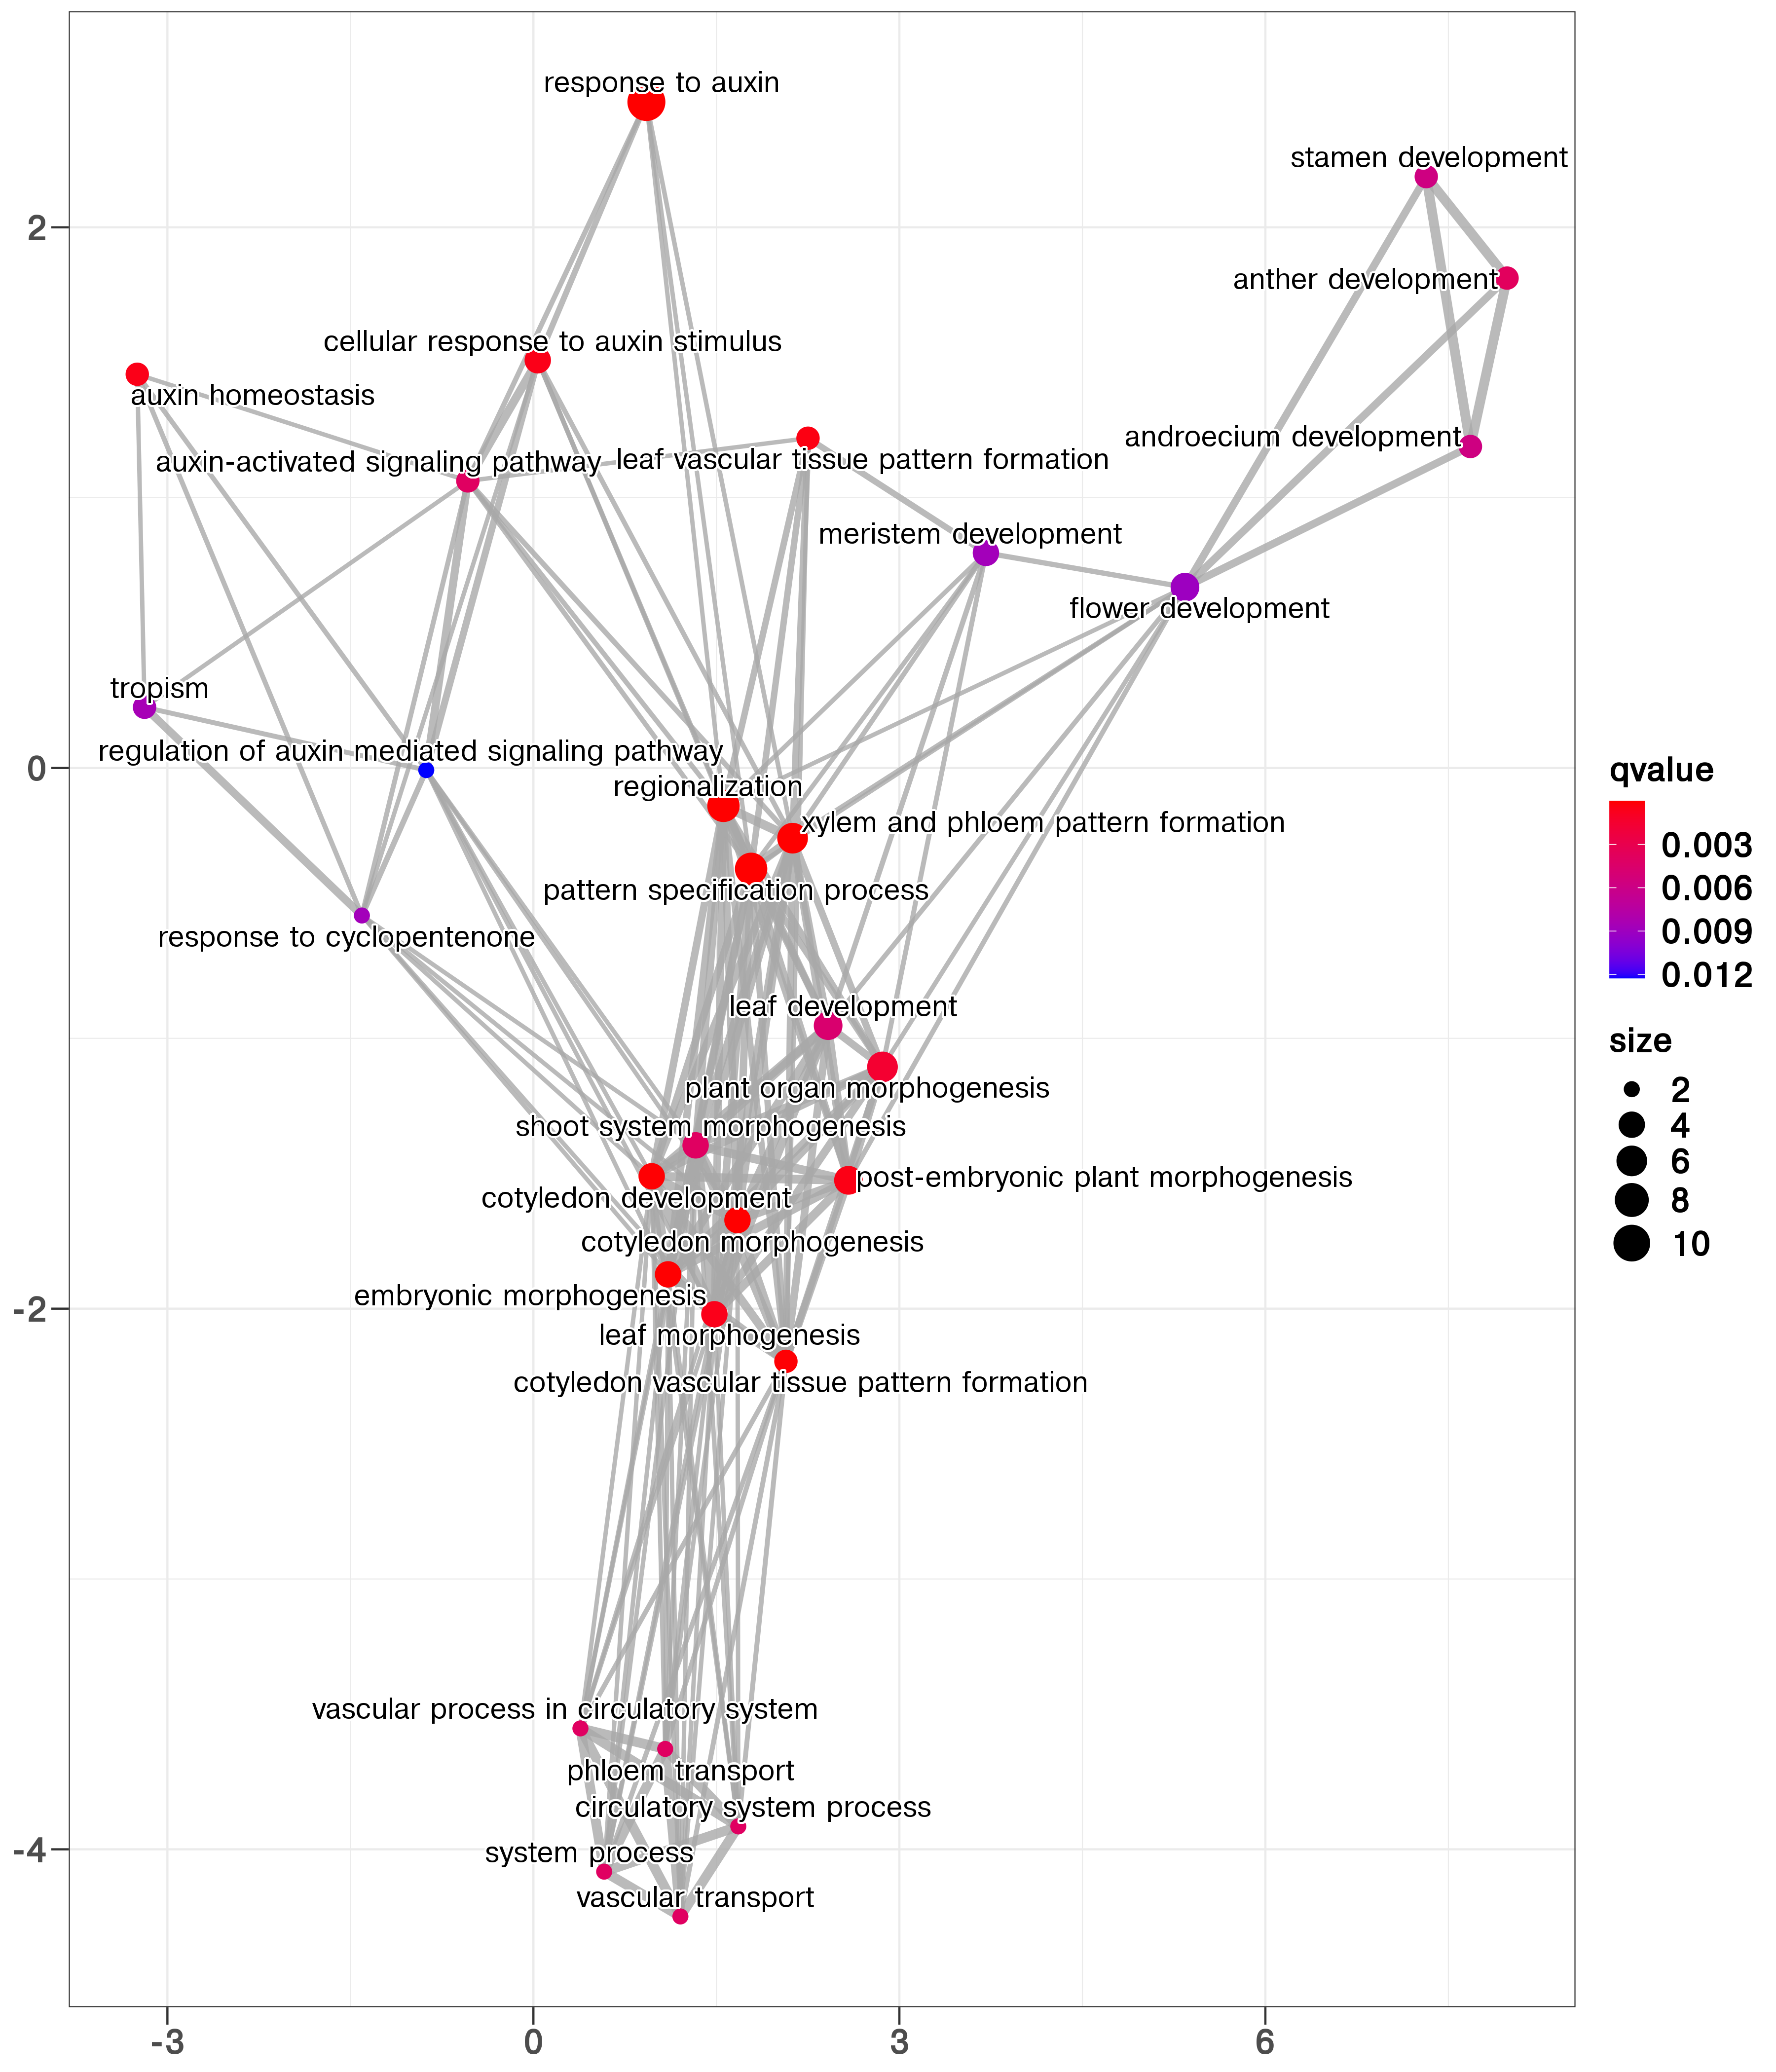 response to auxin
stamen development
2
anther development
cellular response to auxin stimulus
auxin homeostasis
androecium development
auxin-activated signaling pathway
leaf vascular tissue pattern formation
meristem development
flower development
tropism
regulation of auxin mediated signaling pathway
0
regionalization
xylem and phloem pattern formation
pattern specification process
response to cyclopentenone
leaf development
plant organ morphogenesis
shoot system morphogenesis
post-embryonic plant morphogenesis
cotyledon development
cotyledon morphogenesis
embryonic morphogenesis
-2
leaf morphogenesis
cotyledon vascular tissue pattern formation
vascular process in circulatory system
phloem transport
circulatory system process
-4
system process
vascular transport
-3
0
3
6
qvalue
0.003
0.006
0.009
0.012
size
2
4
6
8
10